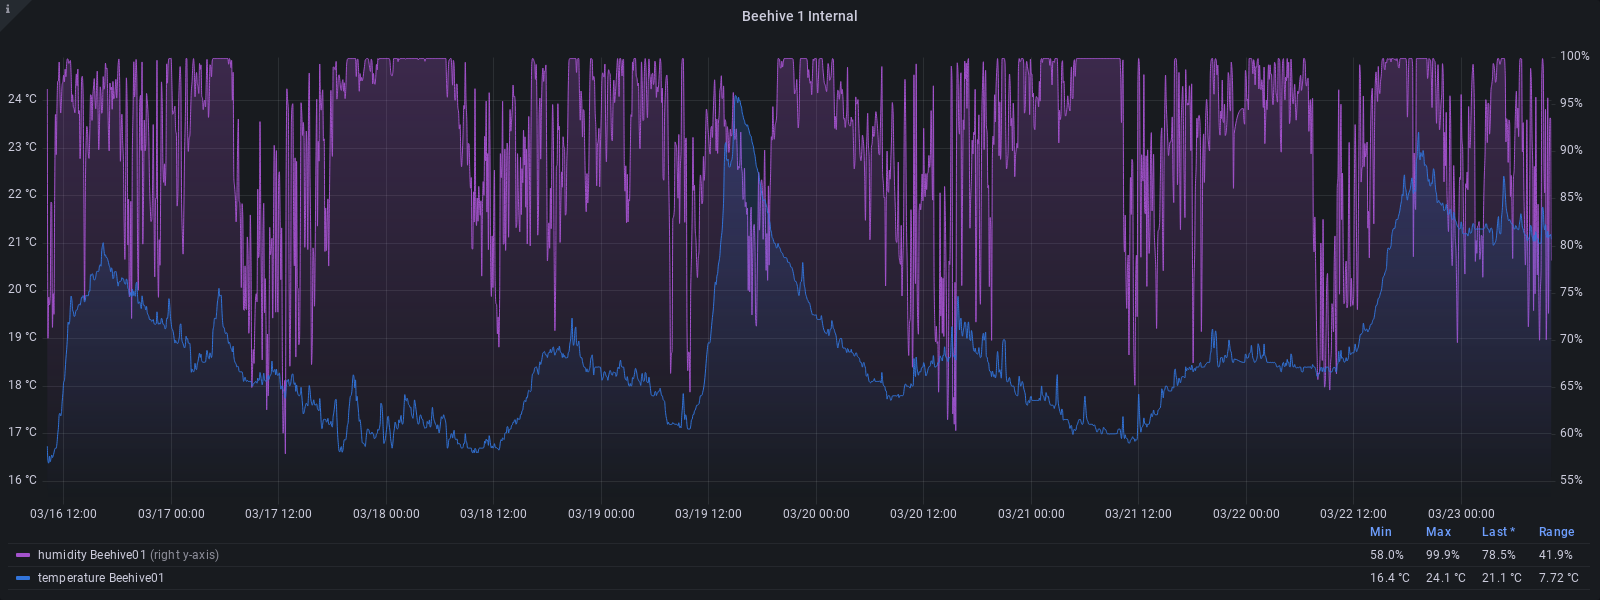 i
Beehive 1 Internal
100%
24 °C 95%
23 °C 90%
22 °C 85%
21 °C 80%
20 °C 75%
19 °C 70%
18 °C 65%
17 °C 60%
16 °C 55%
03/16 12:00 03/17 00:00 03/17 12:00 03/18 00:00 03/18 12:00 03/19 00:00 03/19 12:00 03/20 00:00 03/20 12:00 03/21 00:00 03/21 12:00 03/22 00:00 03/22 12:00 03/23 00:00
Min Max Last * Range
humidity Beehive01 (right y-axis) 58.0% 99.9% 78.5% 41.9%
temperature Beehive01 16.4 °C 24.1 °C 21.1 °C 7.72 °C